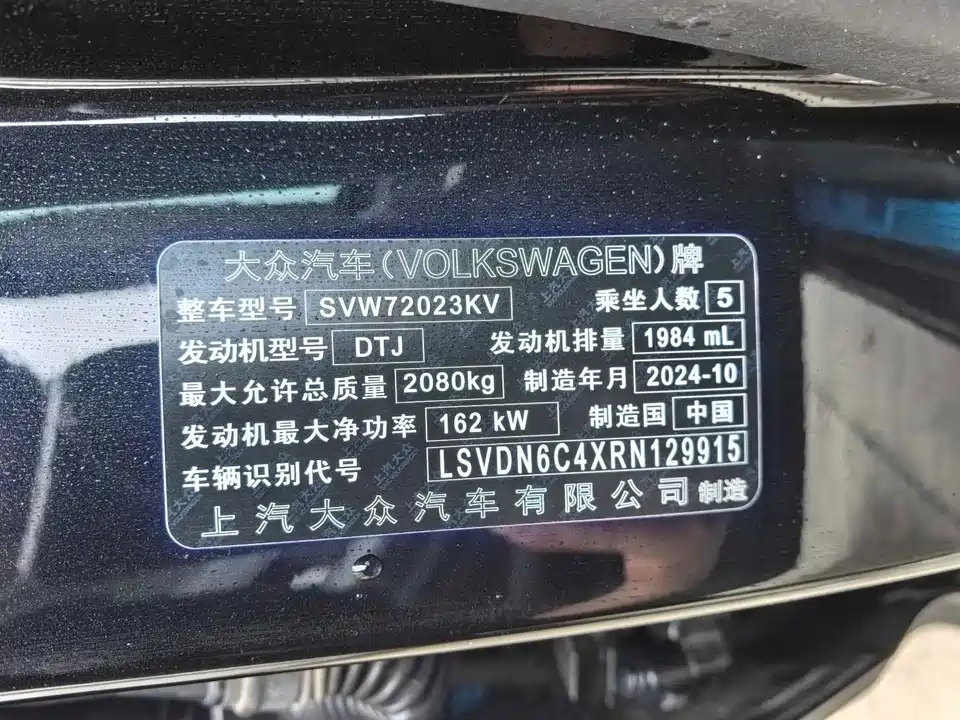 大众汽车(VOLKSWAGEN)牌
整车型号 SVW72023KV 乘坐人数 5
发动机型号 DTJ 发动机排量 1984 mL
最大允许总质量 2080kg 制造年月 2024-10
发动机最大净功率 162 kW 制造国 中国
车辆识别代号 LSVDN6C4XRN129915
上汽大众汽车有限公司 制造